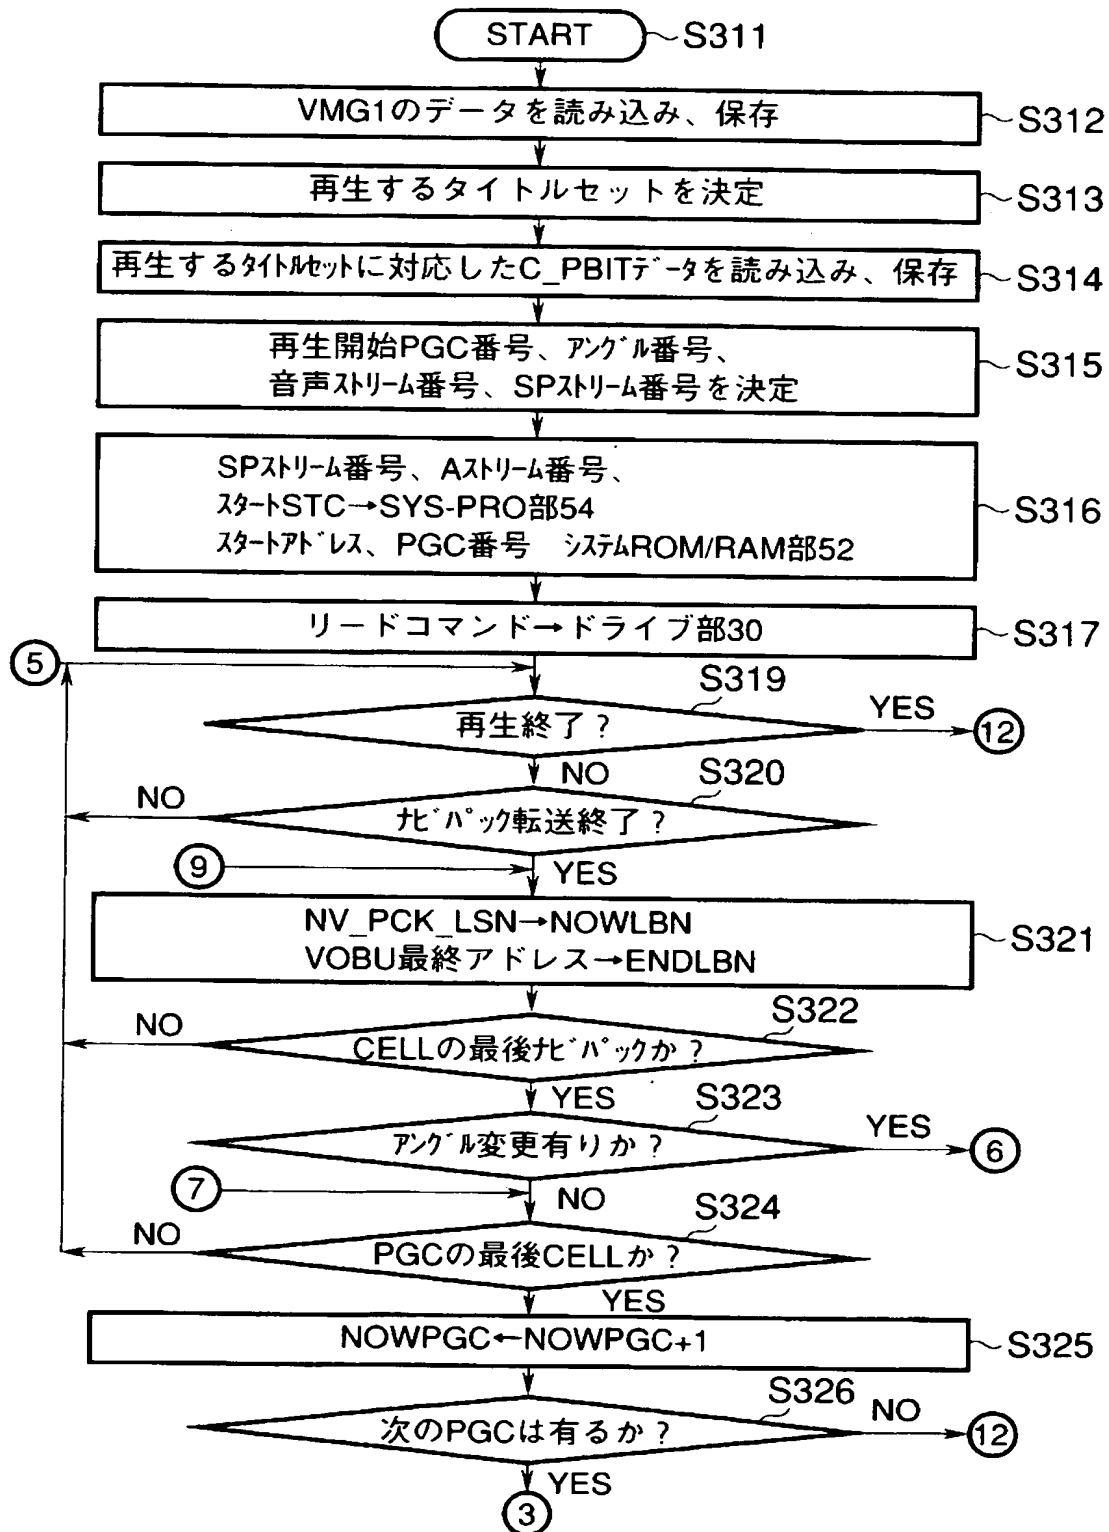 START S311
VMG1のデータを読み込み、保存 S312
再生するタイトルセットを決定 S313
再生するタイトルセットに対応したC_PBITデータを読み込み、保存 S314
再生開始PGC番号、アングル番号、
音声ストリーム番号、SPストリーム番号を決定
S315
SPストリーム番号、Aストリーム番号、
スタートSTC→SYS-PRO部54
スタートアドレス、PGC番号 システムROM/RAM部52
S316
リードコマンド→ドライブ部30 S317
5
S319
再生終了？ YES 12
NO
S320
NO ナビパック転送終了？
9 YES
NV_PCK_LSN→NOWLBN
VOBU最終アドレス→ENDLBN
S321
S322
NO CELLの最後ナビパックか？
YES
S323
アングル変更有りか？ YES 6
7 NO
S324
NO PGCの最後CELLか？
YES
NOWPGC←NOWPGC+1 S325
S326
次のPGCは有るか？ NO 12
YES
3